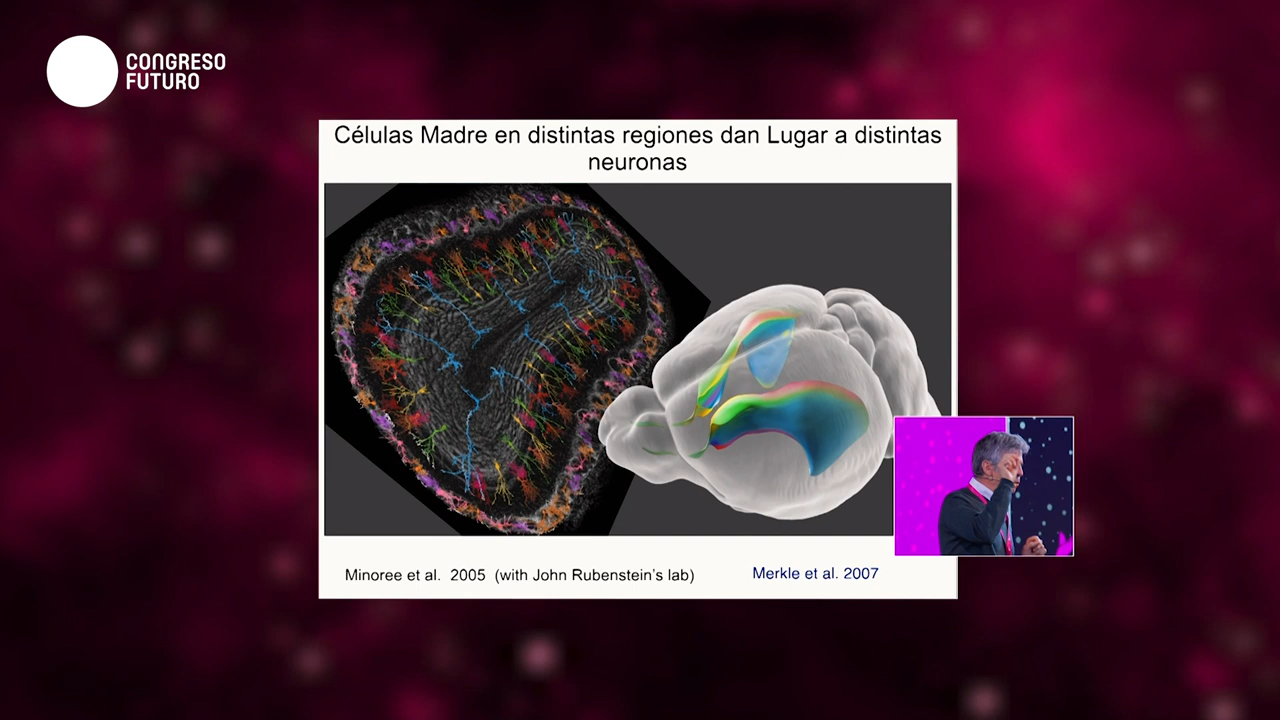 CONGRESO
FUTURO
Células Madre en distintas regiones dan Lugar a distintas
neuronas
Minoree et al. 2005 (with John Rubenstein's lab)
Merkle et al. 2007